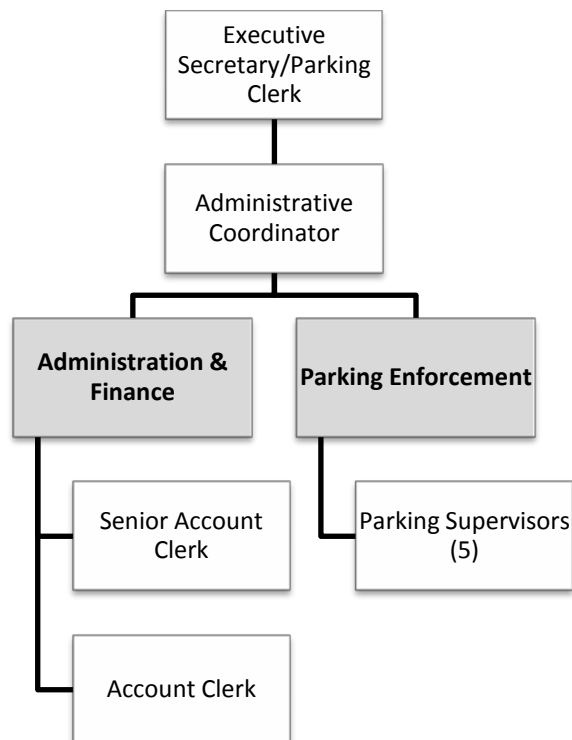 Executive
Secretary/Parking
Clerk
Administrative
Coordinator
Administration &
Finance
Parking Enforcement
Senior Account
Clerk
Parking Supervisors
(5)
Account Clerk